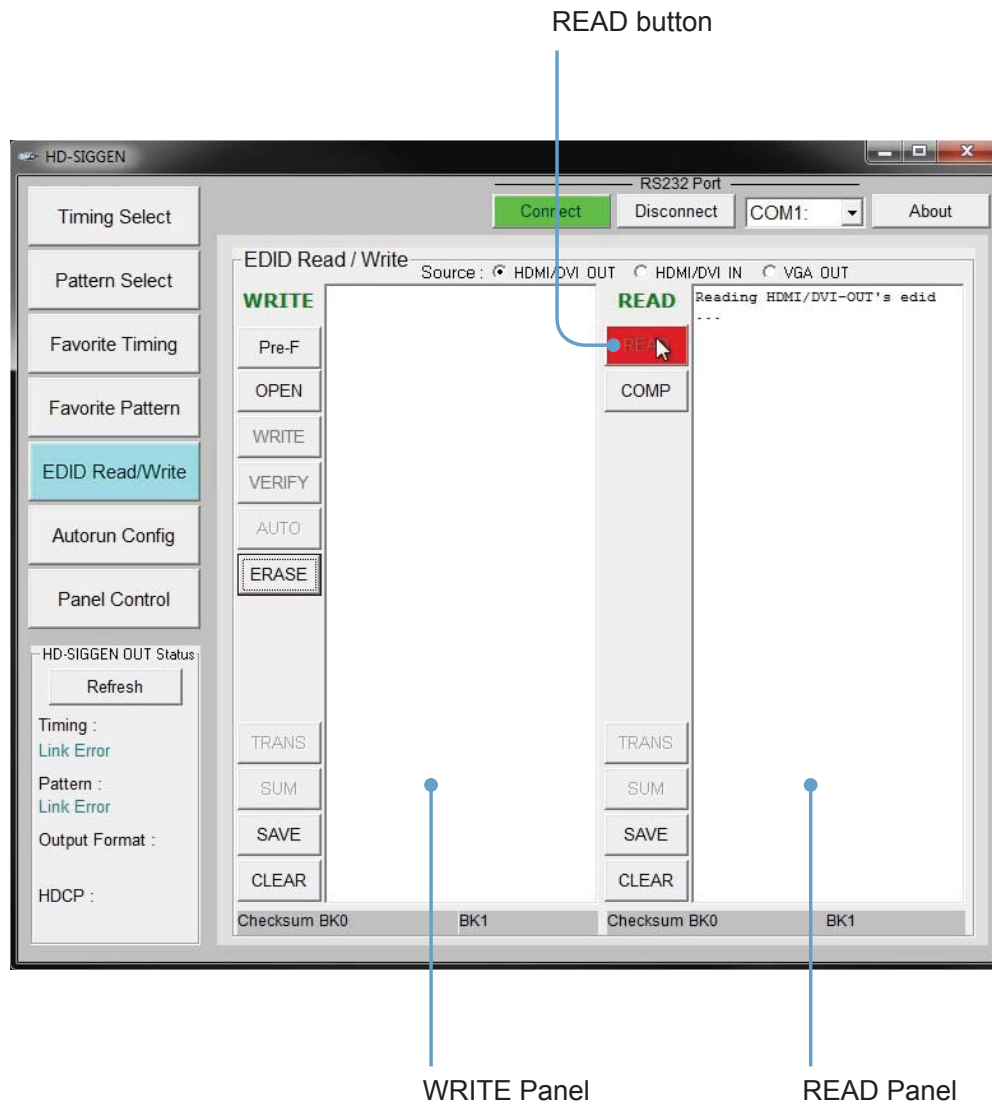 READ button
HD-SIGGEN
RS232 Port
Connect Disconnect COM1: About
Timing Select
Pattern Select
Favorite Timing
Favorite Pattern
EDID Read/Write
Autorun Config
Panel Control
HD-SIGGEN OUT Status
Refresh
Timing :
Link Error
Pattern :
Link Error
Output Format :
HDCP :
EDID Read / Write
Source : HDMI/DVI OUT HDMI/DVI IN VGA OUT
WRITE
Pre-F
OPEN
WRITE
VERIFY
AUTO
ERASE
TRANS
SUM
SAVE
CLEAR
Checksum BK0 BK1
READ
READ
COMP
TRANS
SUM
SAVE
CLEAR
Reading HDMI/DVI-OUT's edid
...
Checksum BK0 BK1
WRITE Panel
READ Panel